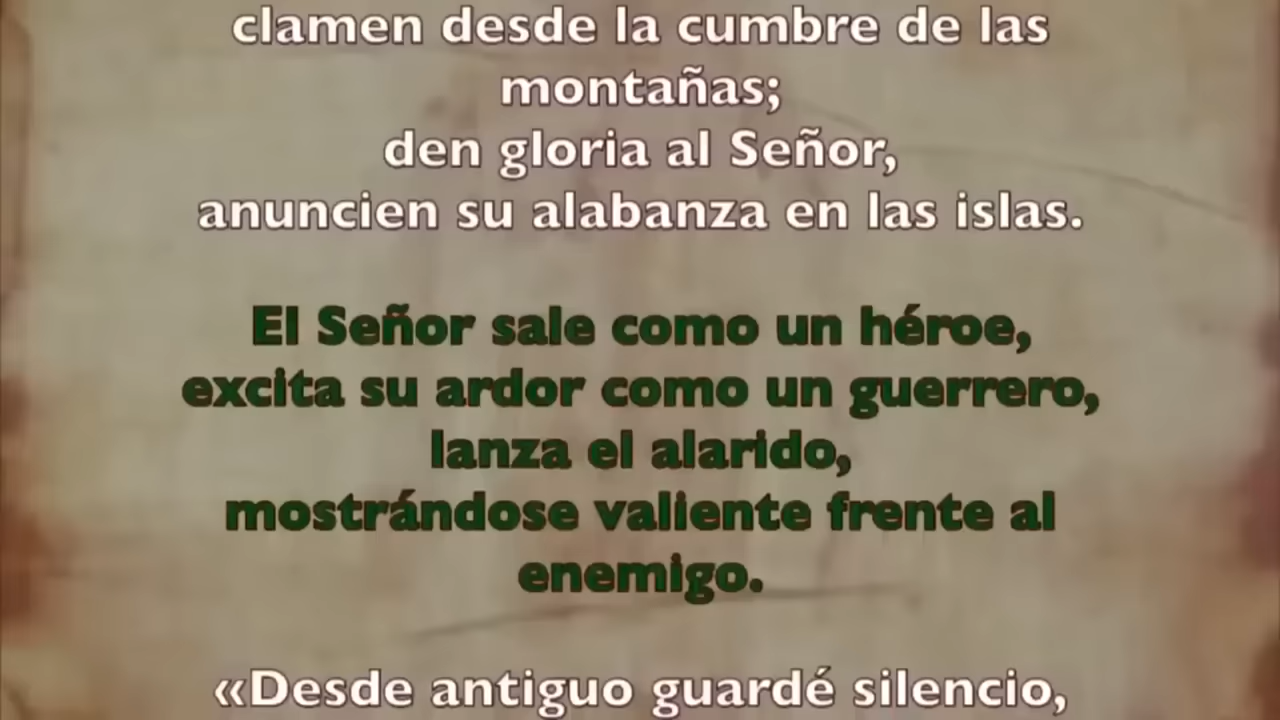 clamen desde la cumbre de las
montañas;
den gloria al Señor,
anuncien su alabanza en las islas.
El Señor sale como un héroe,
excita su ardor como un guerrero,
lanza el alarido,
mostrándose valiente frente al
enemigo.
«Desde antiguo guardé silencio,